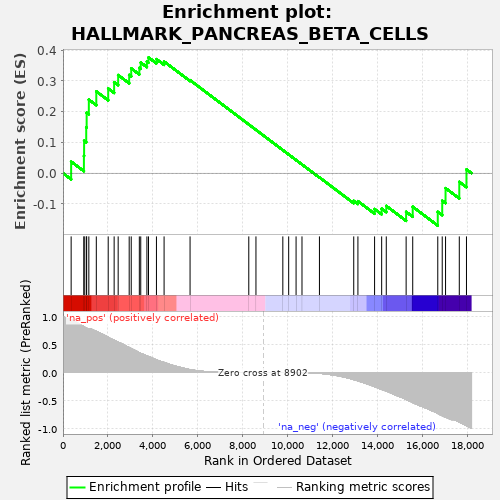 Enrichment plot:
HALLMARK_PANCREAS_BETA_CELLS
Enrichment score (ES)
0.4
0.3
0.2
0.1
0.0
-0.1
Ranked list metric (PreRanked)
1.0
0.5
0.0
-0.5
-1.0
'na_pos' (positively correlated)
Zero cross at 8902
'na_neg' (negatively correlated)
0
2,000
4,000
6,000
8,000
10,000
12,000
14,000
16,000
18,000
Rank in Ordered Dataset
Enrichment profile
Hits
Ranking metric scores